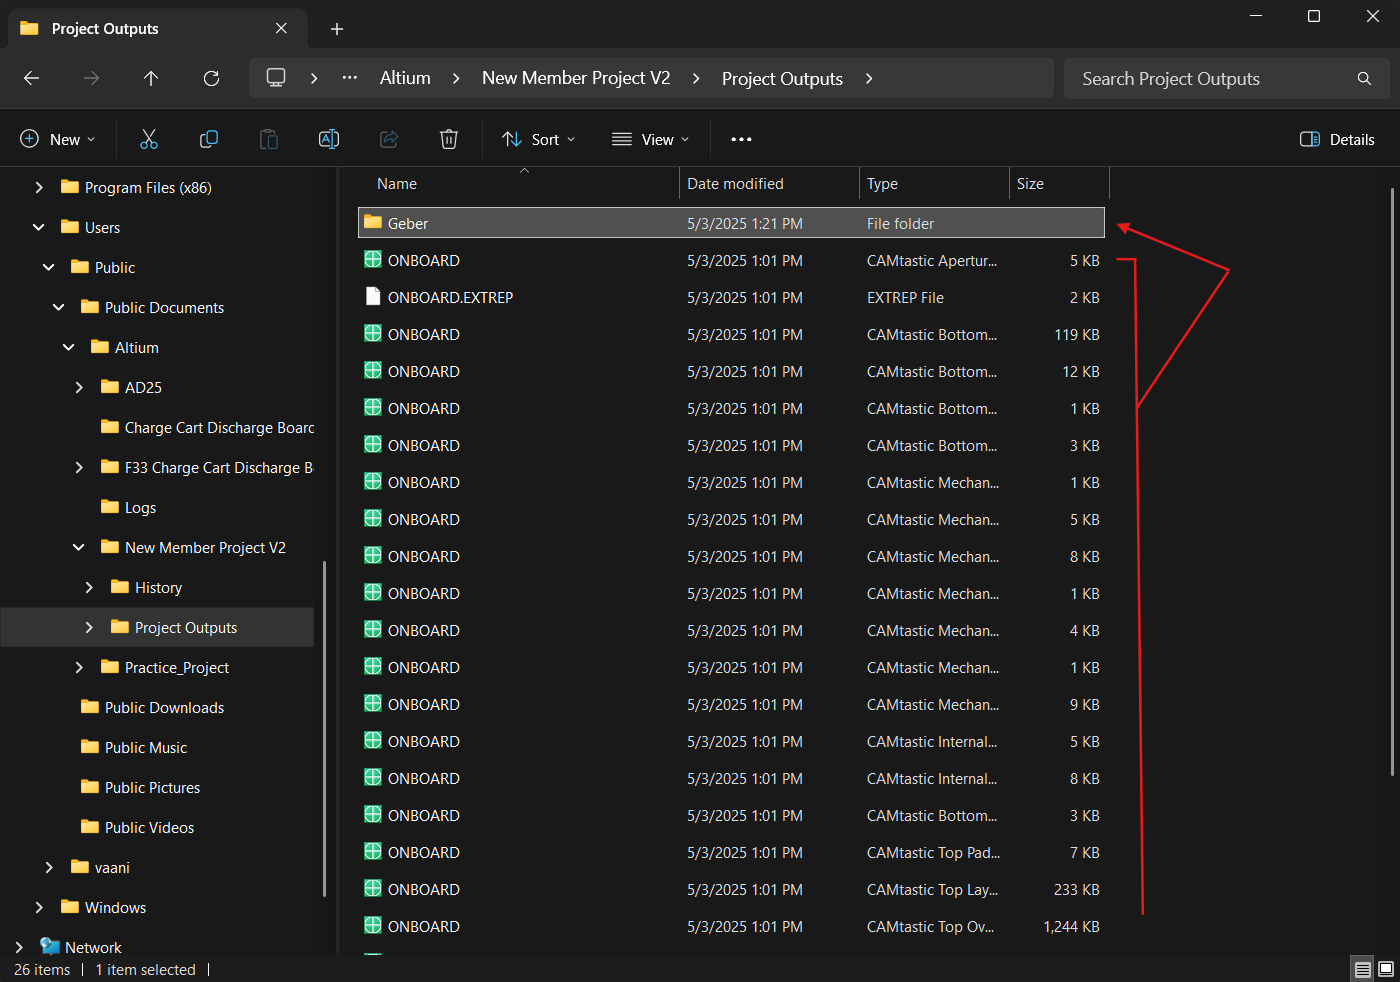 Project Outputs
Altium New Member Project V2 Project Outputs
Search Project Outputs
New Sort View Details
Program Files (x86)
Users
Public
Public Documents
Altium
AD25
Charge Cart Discharge Board
F33 Charge Cart Discharge B
Logs
New Member Project V2
History
Project Outputs
Practice_Project
Public Downloads
Public Music
Public Pictures
Public Videos
vaani
Windows
Network
Name Date modified Type Size
Geber 5/3/2025 1:21 PM File folder
ONBOARD 5/3/2025 1:01 PM CAMtastic Apertur... 5 KB
ONBOARD.EXTREP 5/3/2025 1:01 PM EXTREP File 2 KB
ONBOARD 5/3/2025 1:01 PM CAMtastic Bottom... 119 KB
ONBOARD 5/3/2025 1:01 PM CAMtastic Bottom... 12 KB
ONBOARD 5/3/2025 1:01 PM CAMtastic Bottom... 1 KB
ONBOARD 5/3/2025 1:01 PM CAMtastic Bottom... 3 KB
ONBOARD 5/3/2025 1:01 PM CAMtastic Mechan... 1 KB
ONBOARD 5/3/2025 1:01 PM CAMtastic Mechan... 5 KB
ONBOARD 5/3/2025 1:01 PM CAMtastic Mechan... 8 KB
ONBOARD 5/3/2025 1:01 PM CAMtastic Mechan... 1 KB
ONBOARD 5/3/2025 1:01 PM CAMtastic Mechan... 4 KB
ONBOARD 5/3/2025 1:01 PM CAMtastic Mechan... 1 KB
ONBOARD 5/3/2025 1:01 PM CAMtastic Mechan... 9 KB
ONBOARD 5/3/2025 1:01 PM CAMtastic Internal... 5 KB
ONBOARD 5/3/2025 1:01 PM CAMtastic Internal... 8 KB
ONBOARD 5/3/2025 1:01 PM CAMtastic Bottom... 3 KB
ONBOARD 5/3/2025 1:01 PM CAMtastic Top Pad... 7 KB
ONBOARD 5/3/2025 1:01 PM CAMtastic Top Lay... 233 KB
ONBOARD 5/3/2025 1:01 PM CAMtastic Top Ov... 1,244 KB
26 items | 1 item selected |